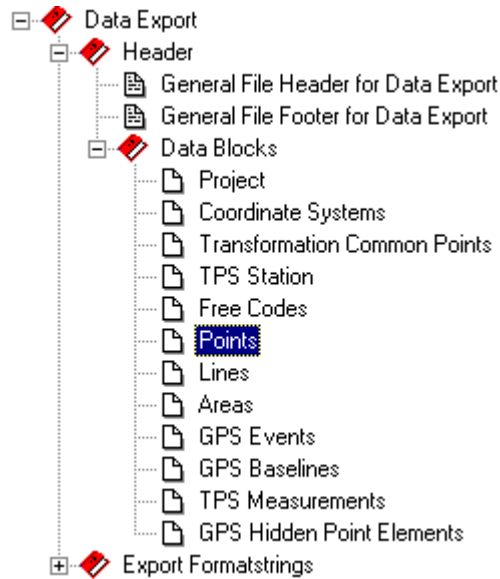 Data Export
Header
General File Header for Data Export
General File Footer for Data Export
Data Blocks
Project
Coordinate Systems
Transformation Common Points
TPS Station
Free Codes
Points
Lines
Areas
GPS Events
GPS Baselines
TPS Measurements
GPS Hidden Point Elements
Export Formatstrings